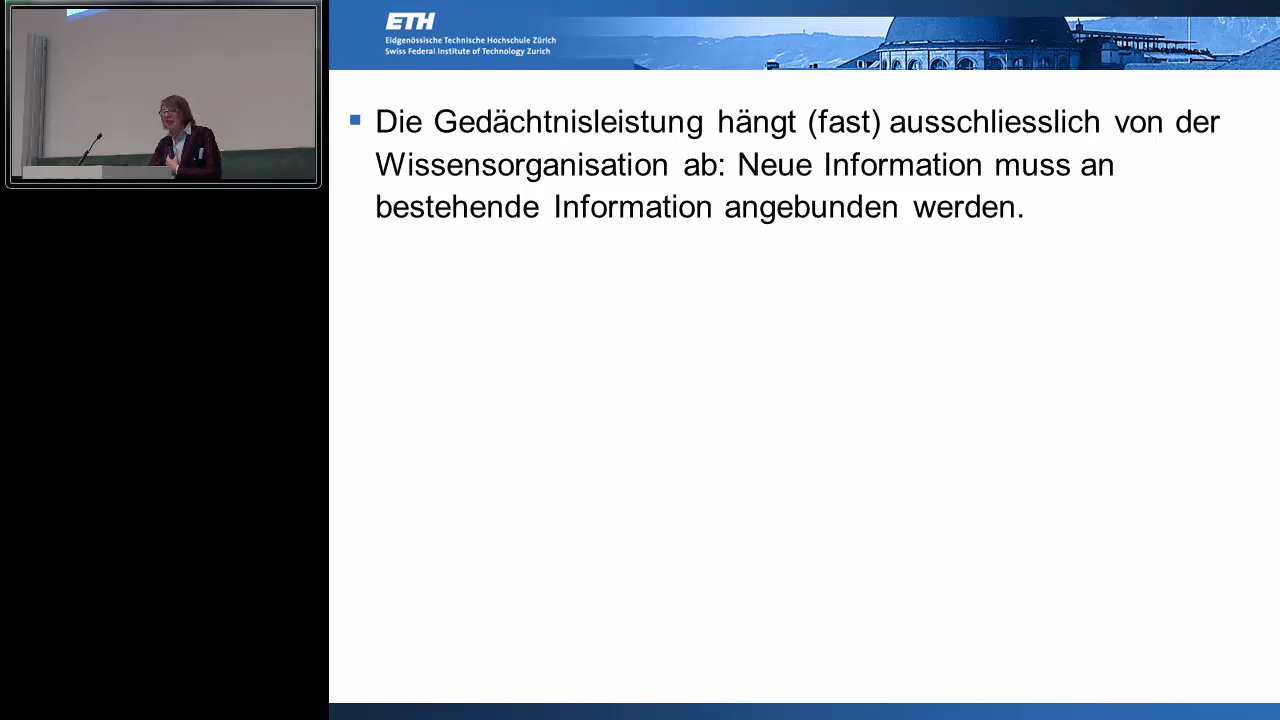 ETH
Eidgenössische Technische Hochschule Zürich
Swiss Federal Institute of Technology Zurich
▪ Die Gedächtnisleistung hängt (fast) ausschliesslich von der
Wissensorganisation ab: Neue Information muss an
bestehende Information angebunden werden.